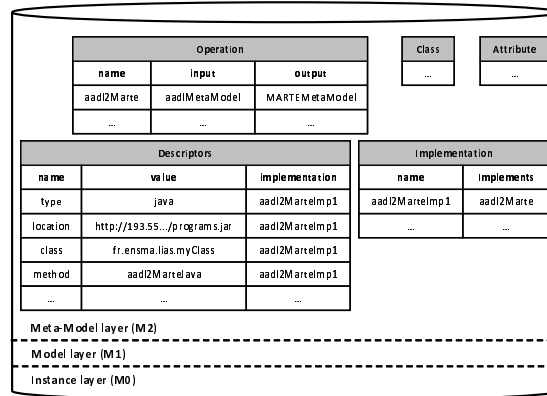 Operation
name input output
aadl2Marte aadlMetaModel MARTEMetaModel
... ... ...
Class
...
Attribute
...
Descriptors
name value implementation
type java aadl2MarteImp1
location http://193.55.../programs.jar aadl2MarteImp1
class fr.ensma.lias.myClass aadl2MarteImp1
method aadl2MarteJava aadl2MarteImp1
... ... ...
Implementation
name Implements
aadl2MarteImp1 aadl2Marte
... ...
Meta-Model layer (M2)
Model layer (M1)
Instance layer (M0)